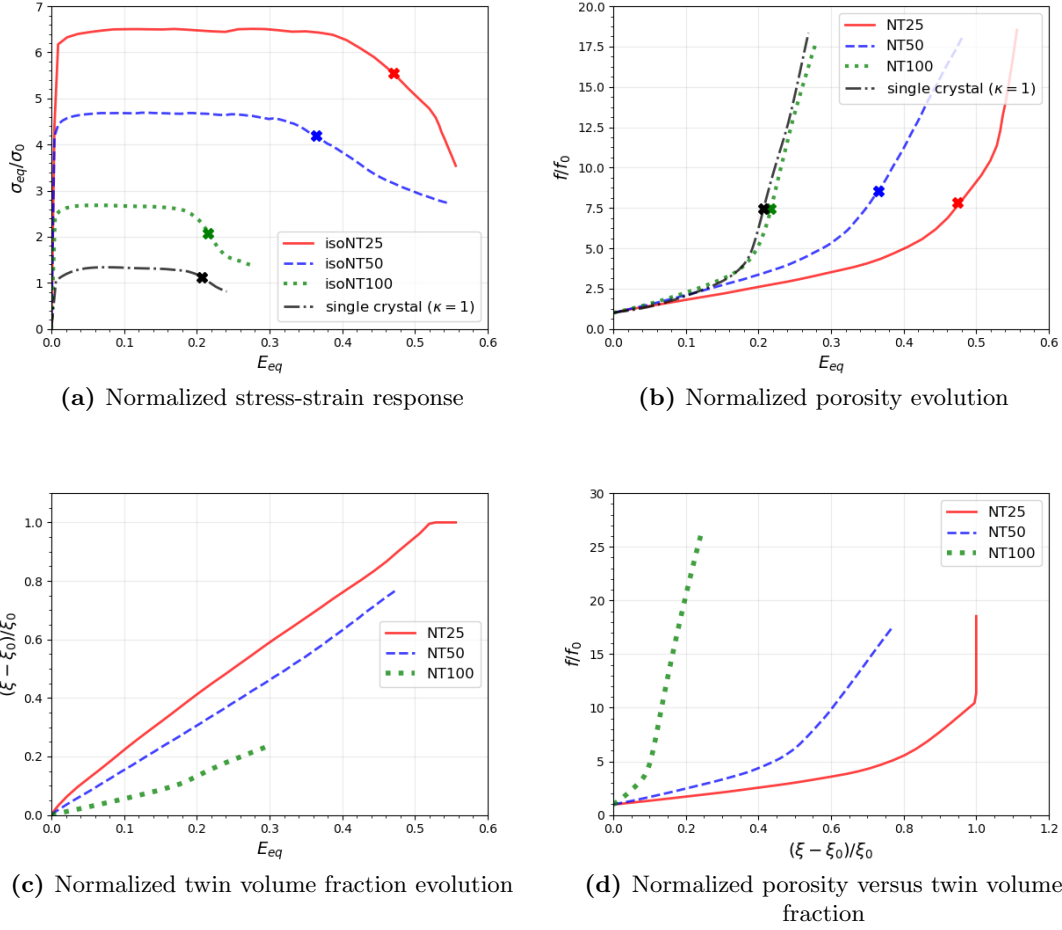 7
6
5
4
3
2
1
0
σ_eq/σ_0
isoNT25
isoNT50
isoNT100
single crystal (κ = 1)
0.0 0.1 0.2 0.3 0.4 0.5 0.6
E_eq
(a) Normalized stress-strain response
20.0
17.5
15.0
12.5
10.0
7.5
5.0
2.5
0.0
f/f_0
NT25
NT50
NT100
single crystal (κ = 1)
0.0 0.1 0.2 0.3 0.4 0.5 0.6
E_eq
(b) Normalized porosity evolution
1.0
0.8
0.6
0.4
0.2
0.0
(ξ − ξ_0)/ξ_0
NT25
NT50
NT100
0.0 0.1 0.2 0.3 0.4 0.5 0.6
E_eq
(c) Normalized twin volume fraction evolution
30
25
20
15
10
5
0
f/f_0
NT25
NT50
NT100
0.0 0.2 0.4 0.6 0.8 1.0 1.2
(ξ − ξ_0)/ξ_0
(d) Normalized porosity versus twin volume
fraction